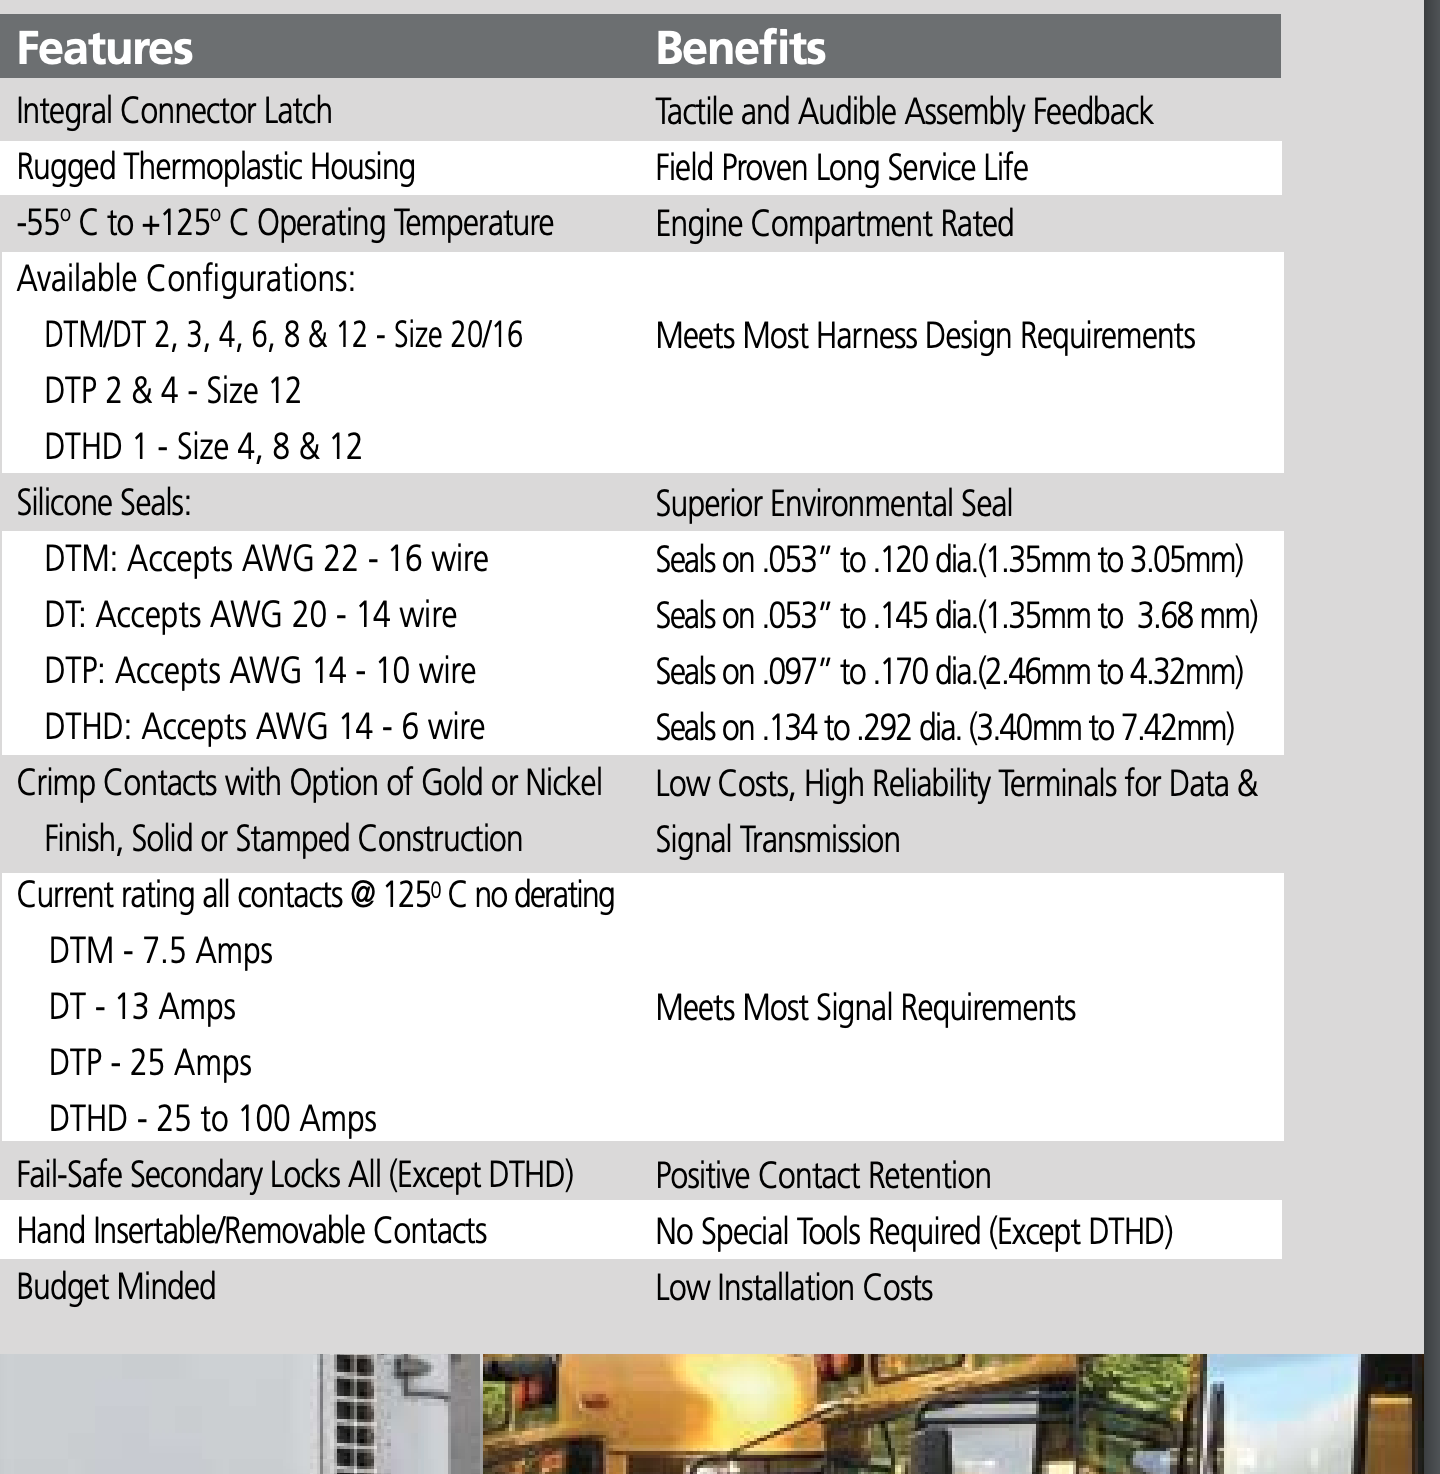 Features Benefits
Integral Connector Latch Tactile and Audible Assembly Feedback
Rugged Thermoplastic Housing Field Proven Long Service Life
-55º C to +125º C Operating Temperature Engine Compartment Rated
Available Configurations:
DTM/DT 2, 3, 4, 6, 8 & 12 - Size 20/16 Meets Most Harness Design Requirements
DTP 2 & 4 - Size 12
DTHD 1 - Size 4, 8 & 12
Silicone Seals: Superior Environmental Seal
DTM: Accepts AWG 22 - 16 wire Seals on .053” to .120 dia.(1.35mm to 3.05mm)
DT: Accepts AWG 20 - 14 wire Seals on .053” to .145 dia.(1.35mm to  3.68 mm)
DTP: Accepts AWG 14 - 10 wire Seals on .097” to .170 dia.(2.46mm to 4.32mm)
DTHD: Accepts AWG 14 - 6 wire Seals on .134 to .292 dia. (3.40mm to 7.42mm)
Crimp Contacts with Option of Gold or Nickel Low Costs, High Reliability Terminals for Data &
Finish, Solid or Stamped Construction Signal Transmission
Current rating all contacts @ 125⁰ C no derating
DTM - 7.5 Amps
DT - 13 Amps Meets Most Signal Requirements
DTP - 25 Amps
DTHD - 25 to 100 Amps
Fail-Safe Secondary Locks All (Except DTHD) Positive Contact Retention
Hand Insertable/Removable Contacts No Special Tools Required (Except DTHD)
Budget Minded Low Installation Costs